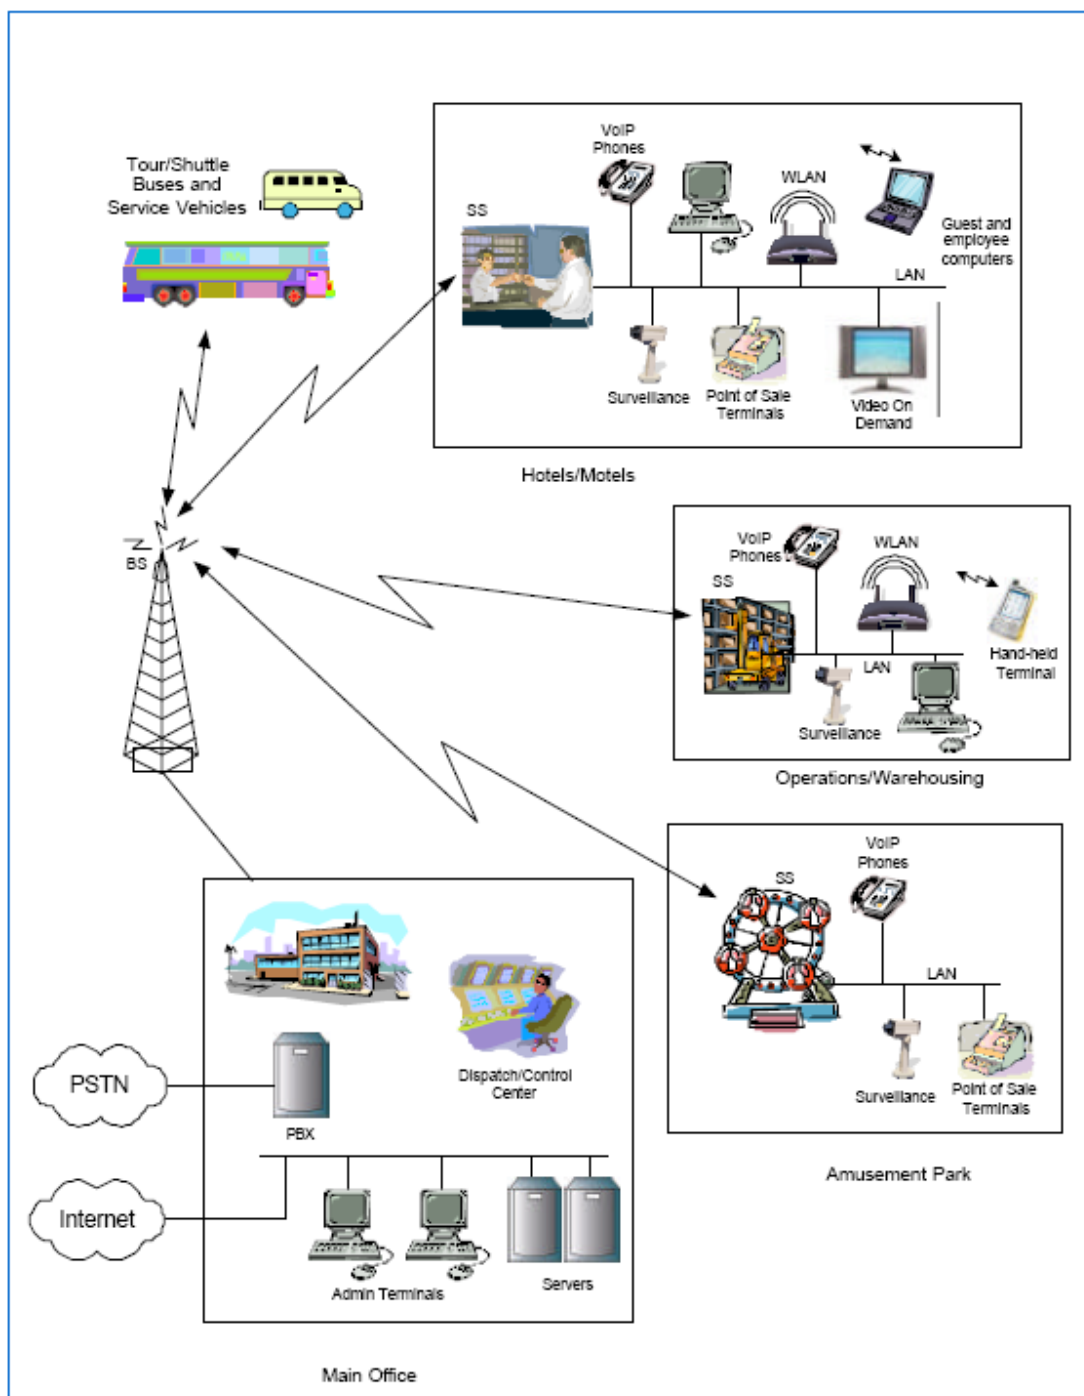 Tour/Shuttle
Buses and
Service Vehicles
VoIP
Phones
WLAN
SS
Guest and
employee
computers
LAN
Surveillance
Point of Sale
Terminals
Video On
Demand
Hotels/Motels
BS
VoIP
Phones
WLAN
SS
LAN
Hand-held
Terminal
Surveillance
Operations/Warehousing
VoIP
Phones
SS
LAN
Surveillance
Point of Sale
Terminals
Amusement Park
Dispatch/Control
Center
PSTN
PBX
Internet
Admin Terminals
Servers
Main Office